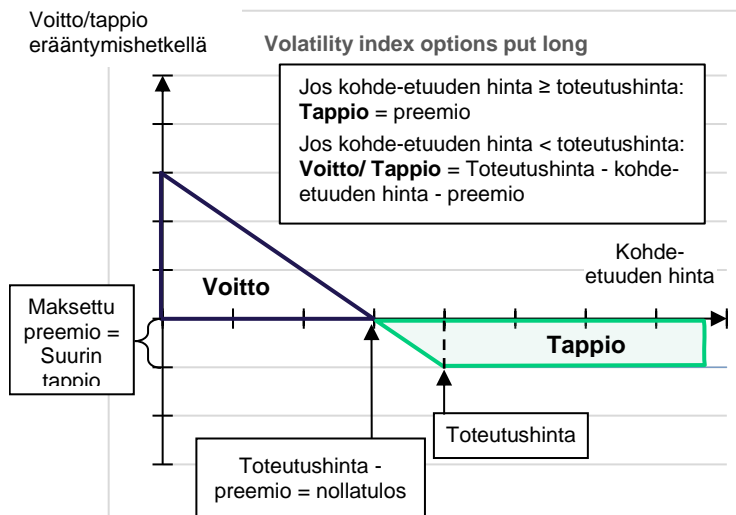 Voitto/tappio
erääntymishetkellä
Volatility index options put long
Jos kohde-etuuden hinta ≥ toteutushinta:
Tappio = preemio
Jos kohde-etuuden hinta < toteutushinta:
Voitto/ Tappio = Toteutushinta - kohde-
etuuden hinta - preemio
Kohde-
etuuden hinta
Voitto
Maksettu
preemio =
Suurin
tappio
Tappio
Toteutushinta
Toteutushinta -
preemio = nollatulos